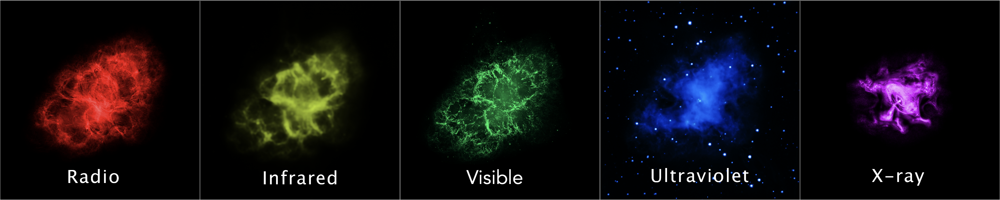 Radio
Infrared
Visible
Ultraviolet
X-ray